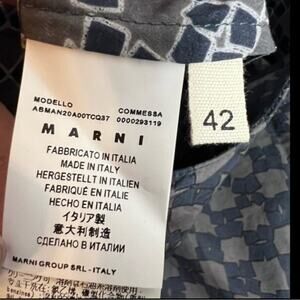 MODELLO COMMESSA
ASMAN20A00TCQ37 0000293119
MARNI
FABBRICATO IN ITALIA
MADE IN ITALY
HERGESTELLT IN ITALIEN
FABRIQUÉ EN ITALIE
HECHO EN ITALIA
イタリア製
意大利制造
СДЕЛАНО В ИТАЛИИ
MARNI GROUP SRL - ITALY
42